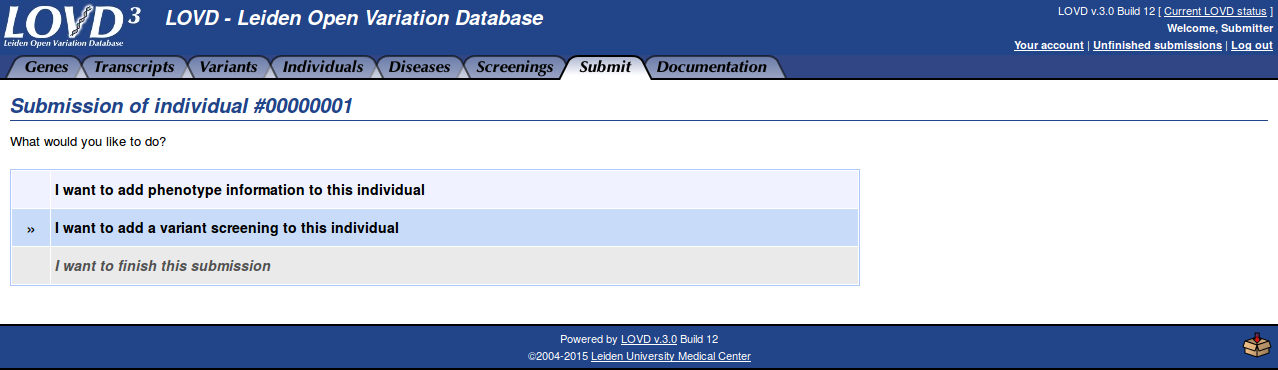 LOVD 3
Leiden Open Variation Database
LOVD - Leiden Open Variation Database
LOVD v.3.0 Build 12 [ Current LOVD status ]
Welcome, Submitter
Your account | Unfinished submissions | Log out
Genes Transcripts Variants Individuals Diseases Screenings Submit Documentation
Submission of individual #00000001
What would you like to do?
I want to add phenotype information to this individual
» I want to add a variant screening to this individual
I want to finish this submission
Powered by LOVD v.3.0 Build 12
©2004-2015 Leiden University Medical Center